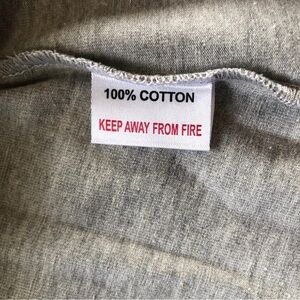 100% COTTON
KEEP AWAY FROM FIRE